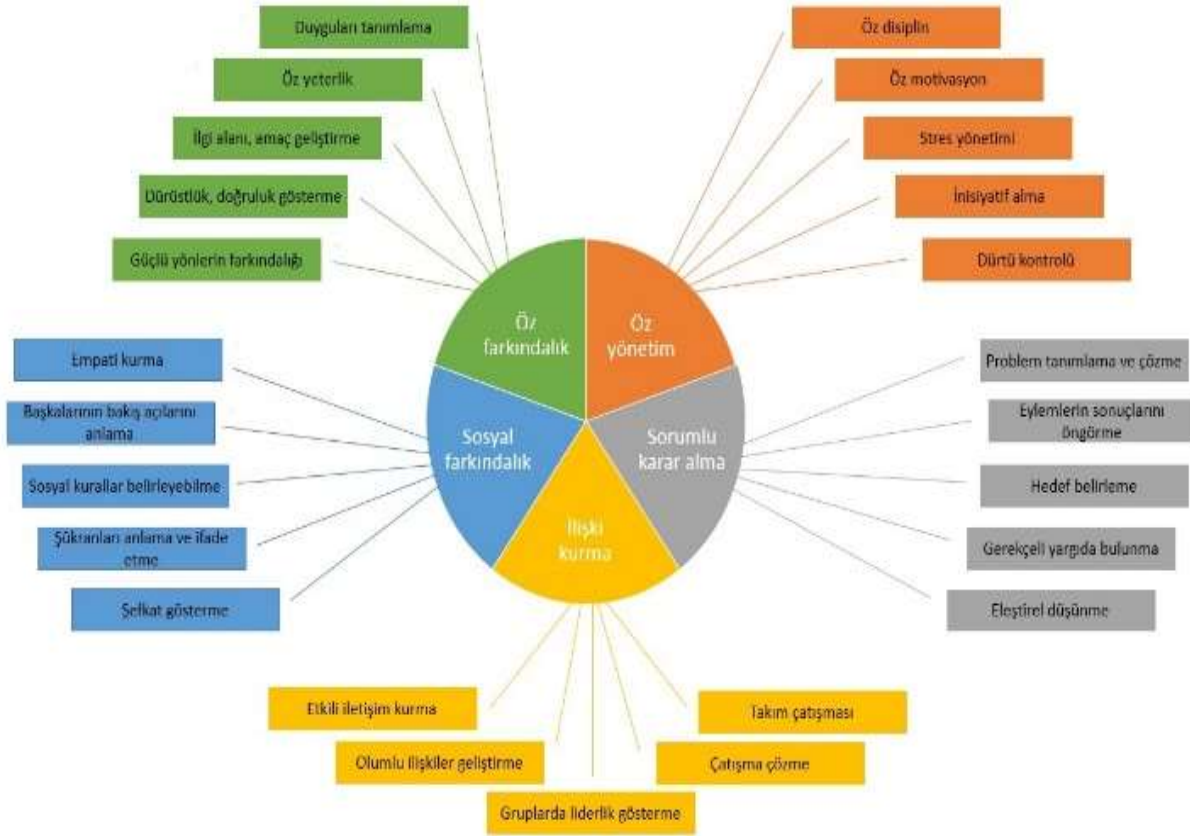 Duyguları tanımlama
Öz yeterlik
İlgi alanı, amaç geliştirme
Dürüstlük, doğruluk gösterme
Güçlü yönlerin farkındalığı
Öz disiplin
Öz motivasyon
Stres yönetimi
İnisiyatif alma
Dürtü kontrolü
Öz
farkındalık
Öz
yönetim
Sosyal
farkındalık
Sorumlu
karar alma
İlişki
kurma
Empati kurma
Başkalarının bakış açılarını
anlama
Sosyal kurallar belirleyebilme
Şükranları anlama ve ifade
etme
Şefkat gösterme
Problem tanımlama ve çözme
Eylemlerin sonuçlarını
öngörme
Hedef belirleme
Gerekçeli yargıda bulunma
Eleştirel düşünme
Etkili iletişim kurma
Olumlu ilişkiler geliştirme
Gruplarda liderlik gösterme
Çatışma çözme
Takım çatışması